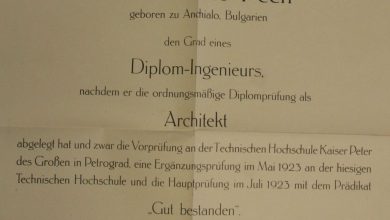 geboren zu Anchialo, Bulgarien
den Grad eines
Diplom-Ingenieurs,
nachdem er die ordnungsmäßige Diplomprüfung als
Architekt
abgelegt hat und zwar die Vorprüfung an der Technischen Hochschule Kaiser Peter
des Großen in Petrograd, eine Ergänzungsprüfung im Mai 1923 an der hiesigen
Technischen Hochschule und die Hauptprüfung im Juli 1923 mit dem Prädikat
„Gut bestanden“.